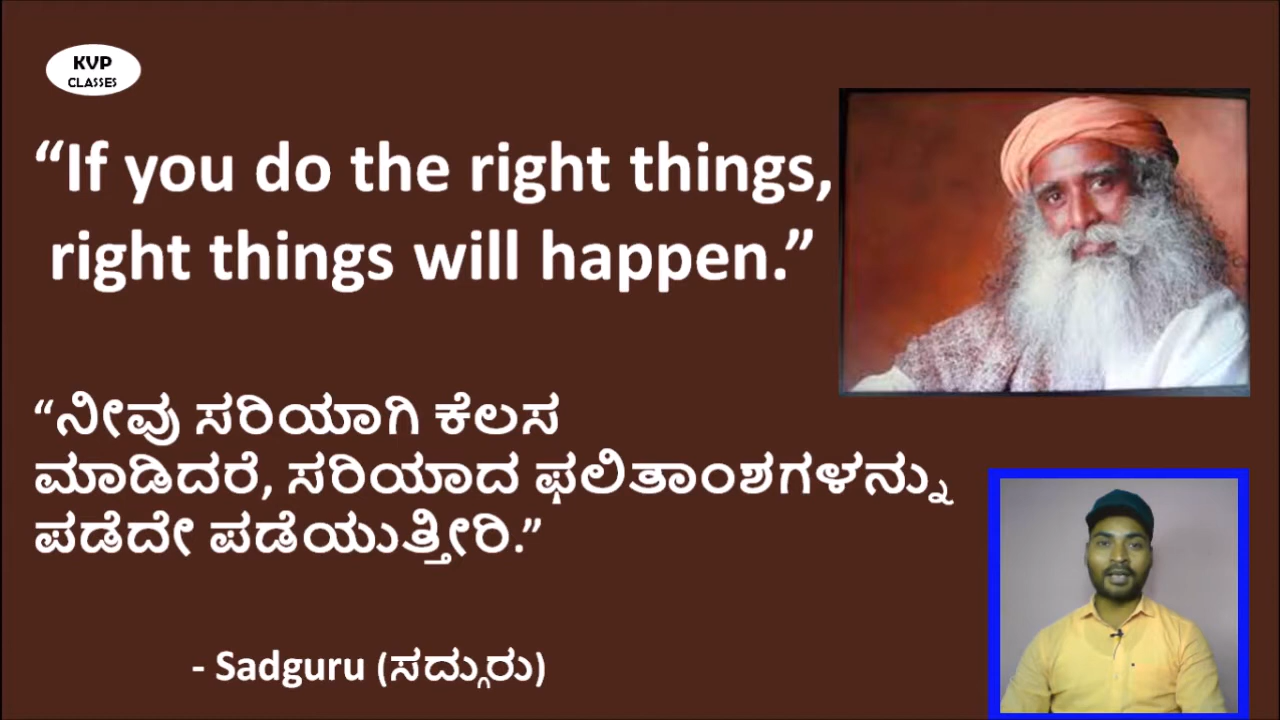 KVP
CLASSES
“If you do the right things,
right things will happen.”
“ನೀವು ಸರಿಯಾಗಿ ಕೆಲಸ
ಮಾಡಿದರೆ, ಸರಿಯಾದ ಫಲಿತಾಂಶಗಳನ್ನು
ಪಡೆದೇ ಪಡೆಯುತ್ತೀರಿ.”
- Sadguru (ಸದ್ಗುರು)